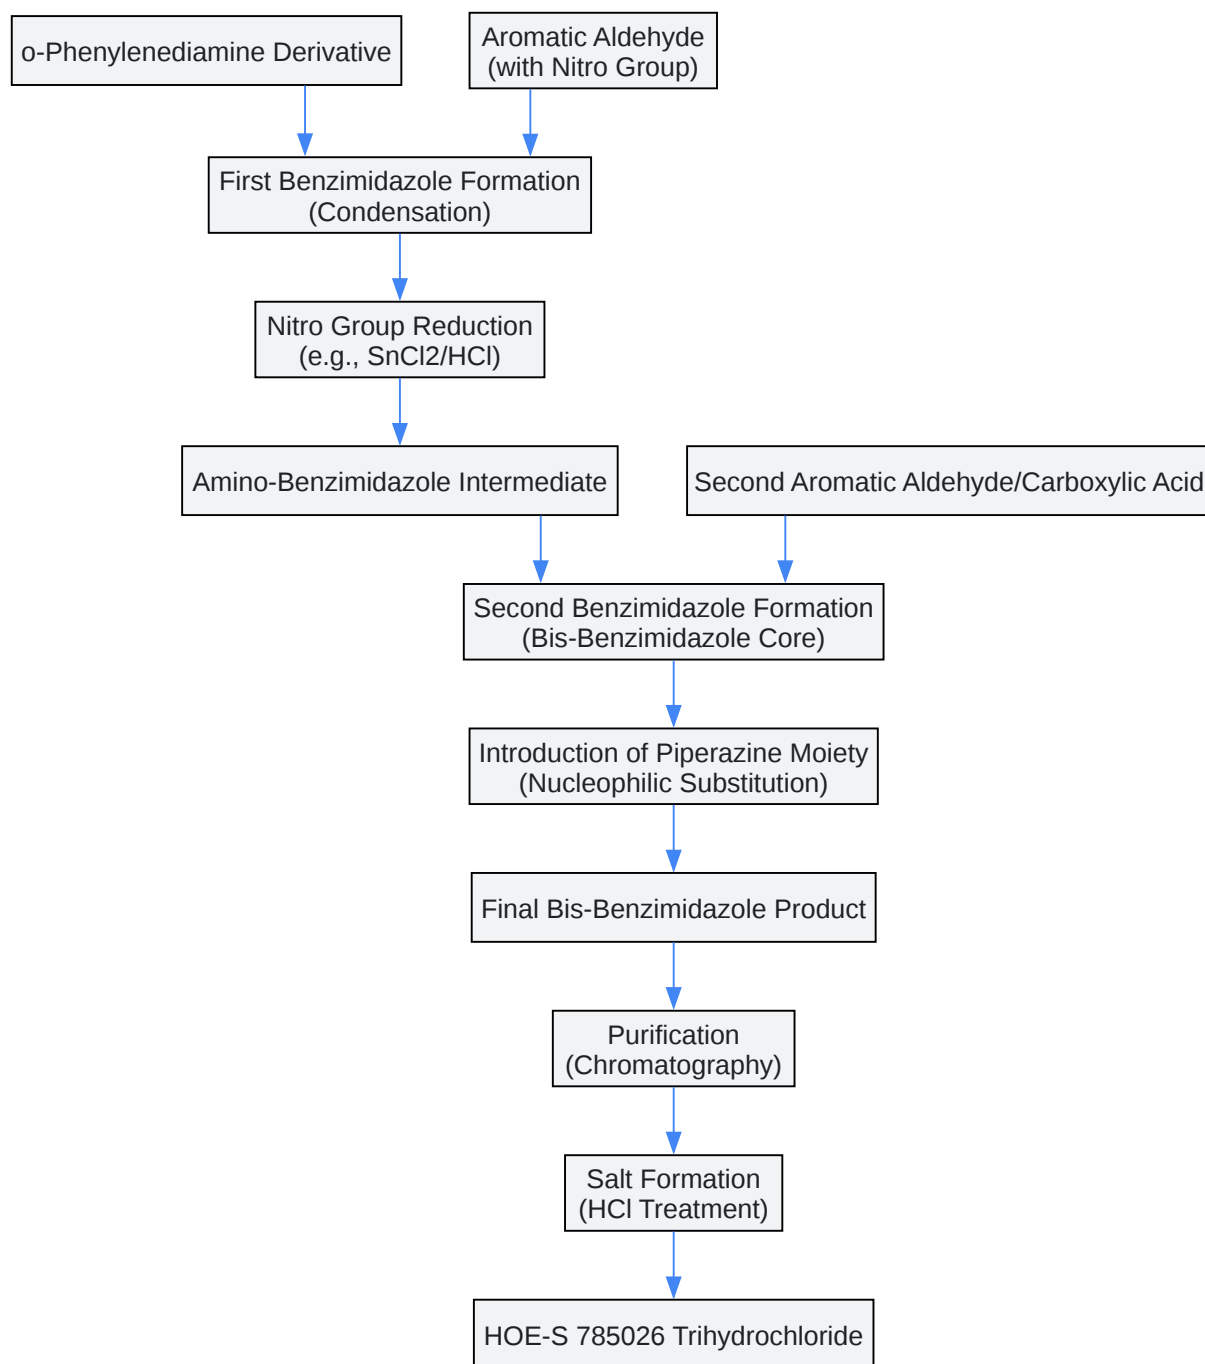 o-Phenylenediamine Derivative
Aromatic Aldehyde
(with Nitro Group)
First Benzimidazole Formation
(Condensation)
Nitro Group Reduction
(e.g., SnCl2/HCl)
Amino-Benzimidazole Intermediate
Second Aromatic Aldehyde/Carboxylic Acid
Second Benzimidazole Formation
(Bis-Benzimidazole Core)
Introduction of Piperazine Moiety
(Nucleophilic Substitution)
Final Bis-Benzimidazole Product
Purification
(Chromatography)
Salt Formation
(HCl Treatment)
HOE-S 785026 Trihydrochloride